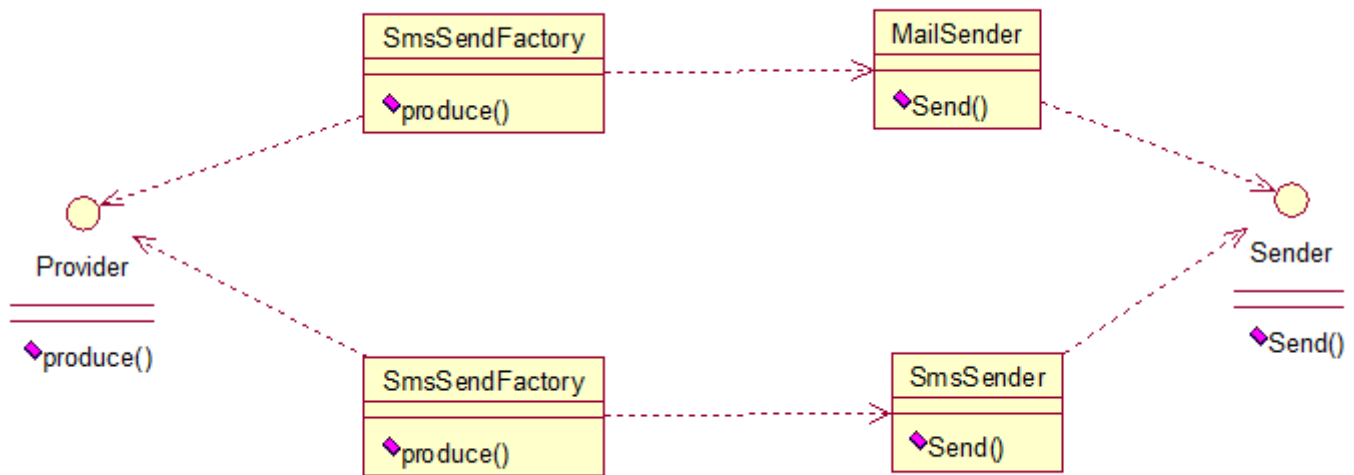 SmsSendFactory
produce()
MailSender
Send()
Provider
produce()
Sender
Send()
SmsSendFactory
produce()
SmsSender
Send()